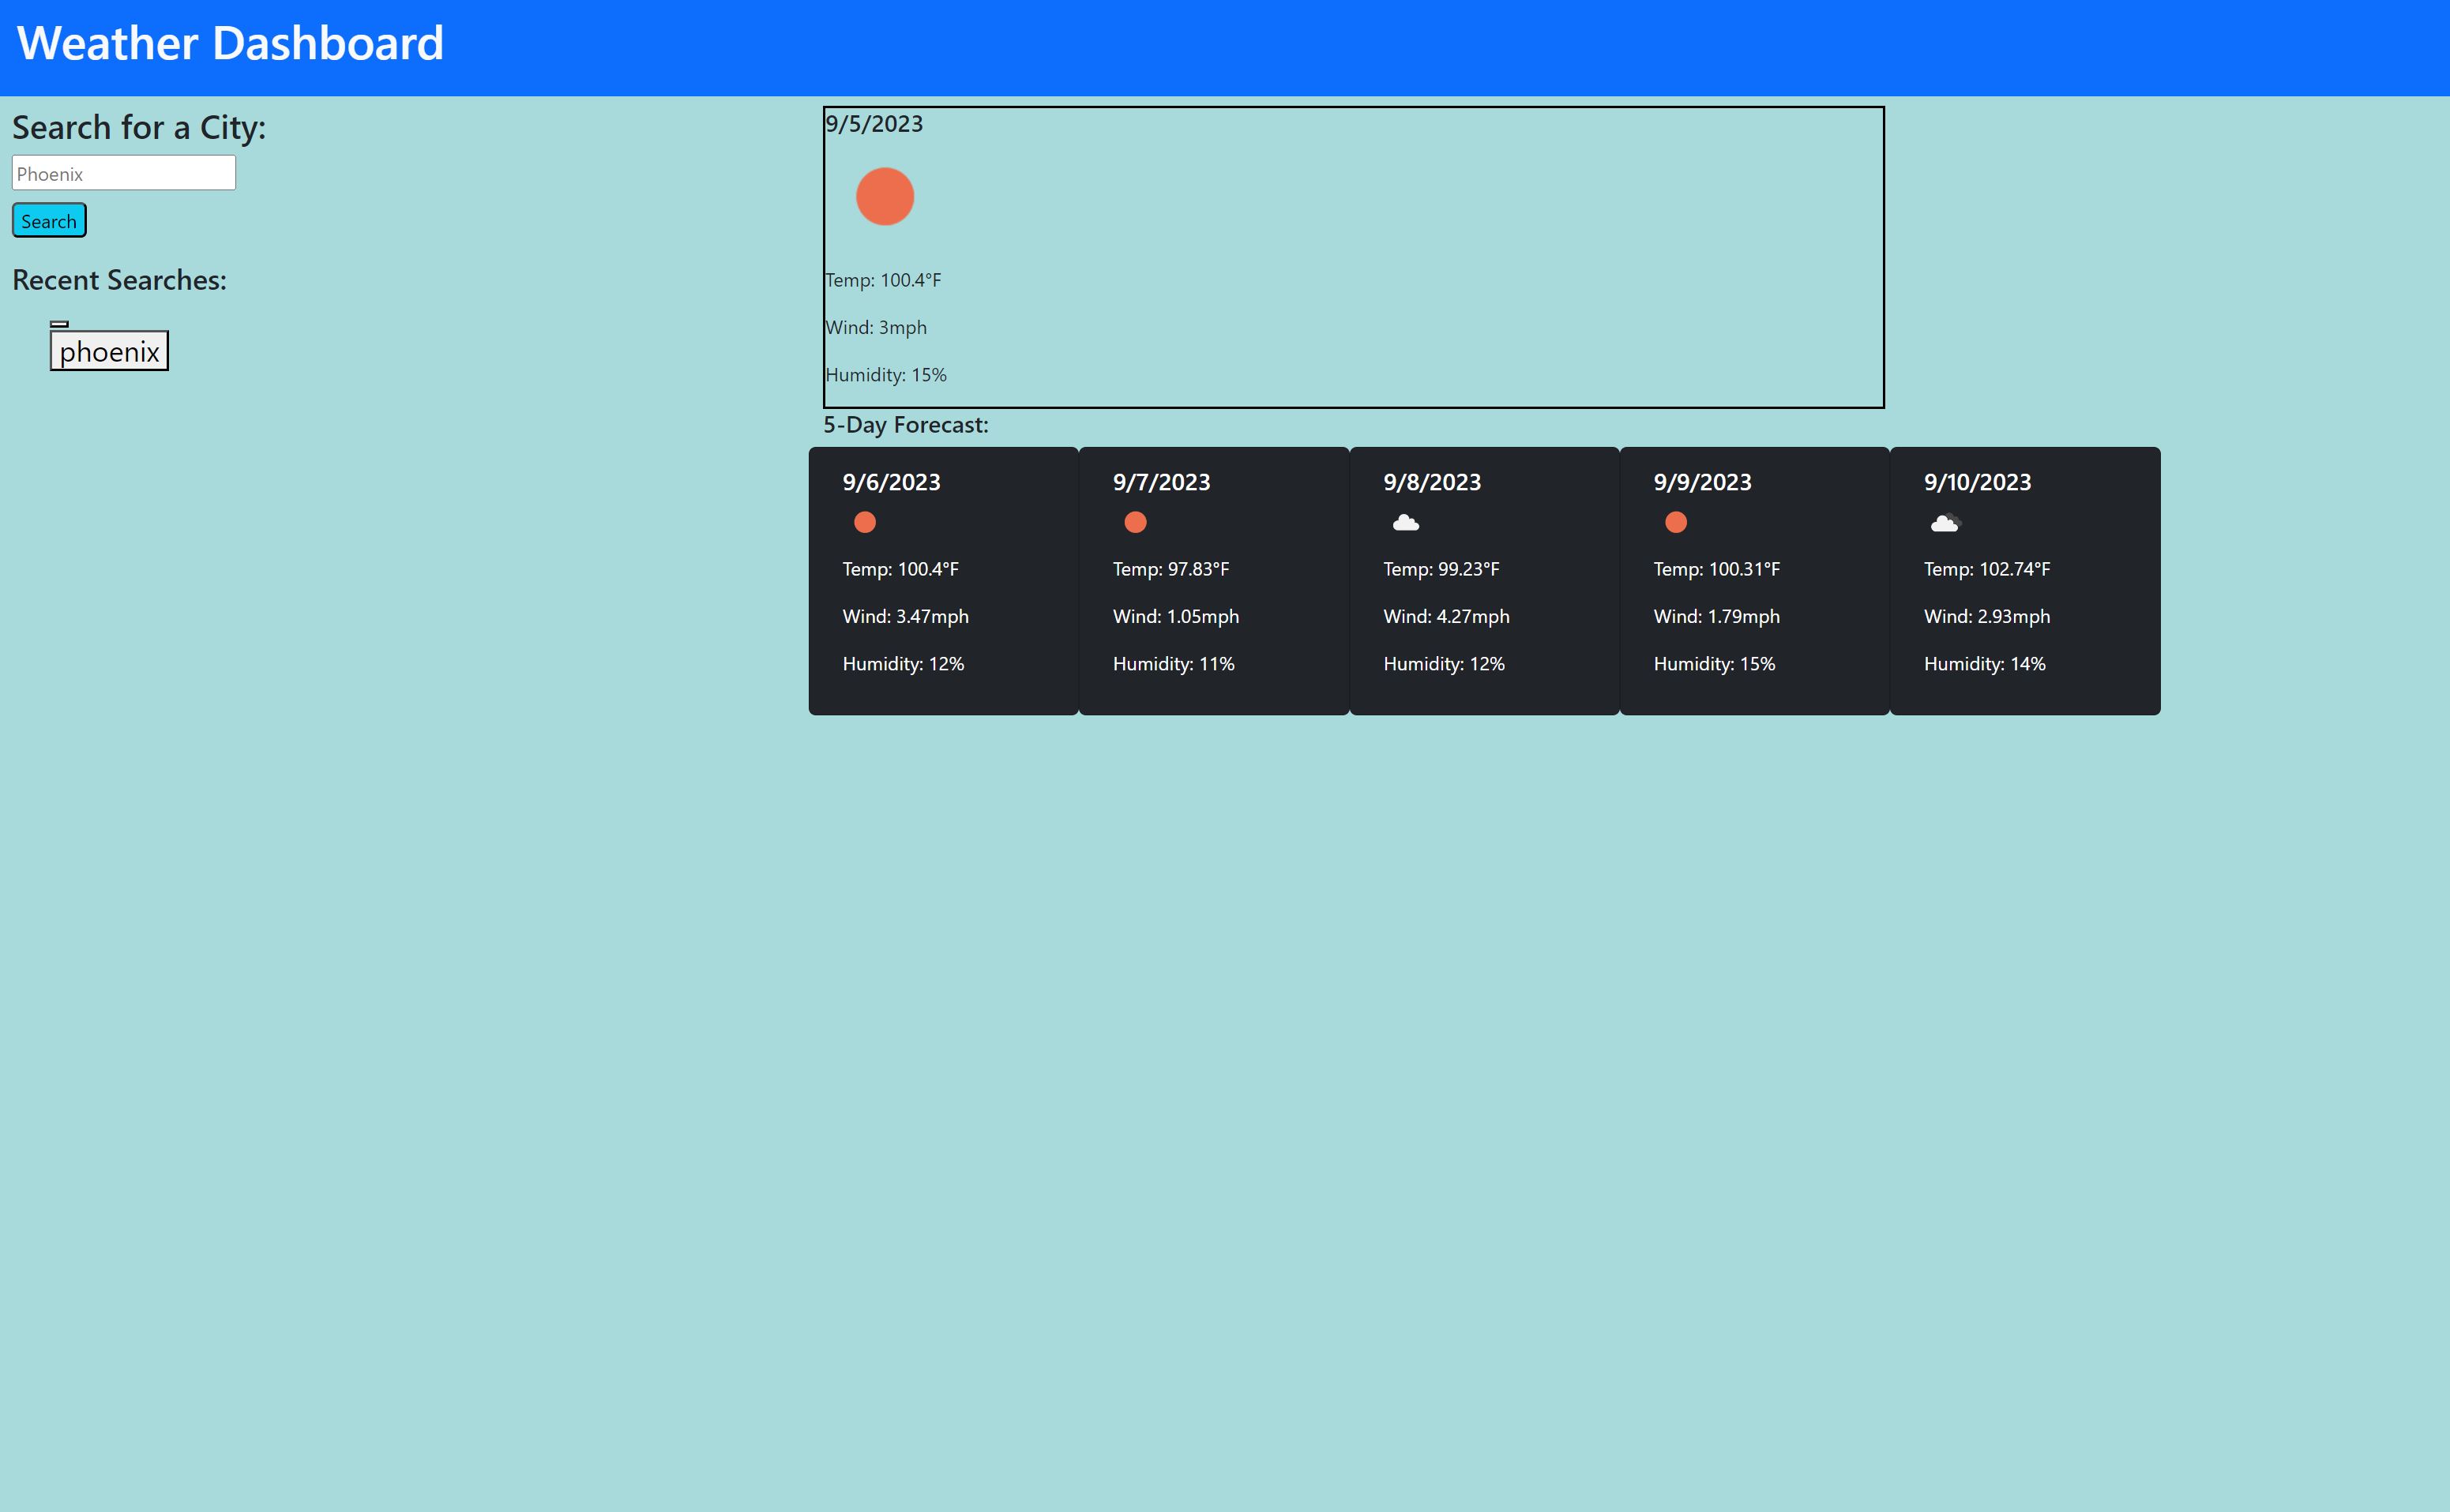 Weather Dashboard
Search for a City:
Phoenix
Search
Recent Searches:
phoenix
9/5/2023
Temp: 100.4°F
Wind: 3mph
Humidity: 15%
5-Day Forecast:
9/6/2023
Temp: 100.4°F
Wind: 3.47mph
Humidity: 12%
9/7/2023
Temp: 97.83°F
Wind: 1.05mph
Humidity: 11%
9/8/2023
Temp: 99.23°F
Wind: 4.27mph
Humidity: 12%
9/9/2023
Temp: 100.31°F
Wind: 1.79mph
Humidity: 15%
9/10/2023
Temp: 102.74°F
Wind: 2.93mph
Humidity: 14%